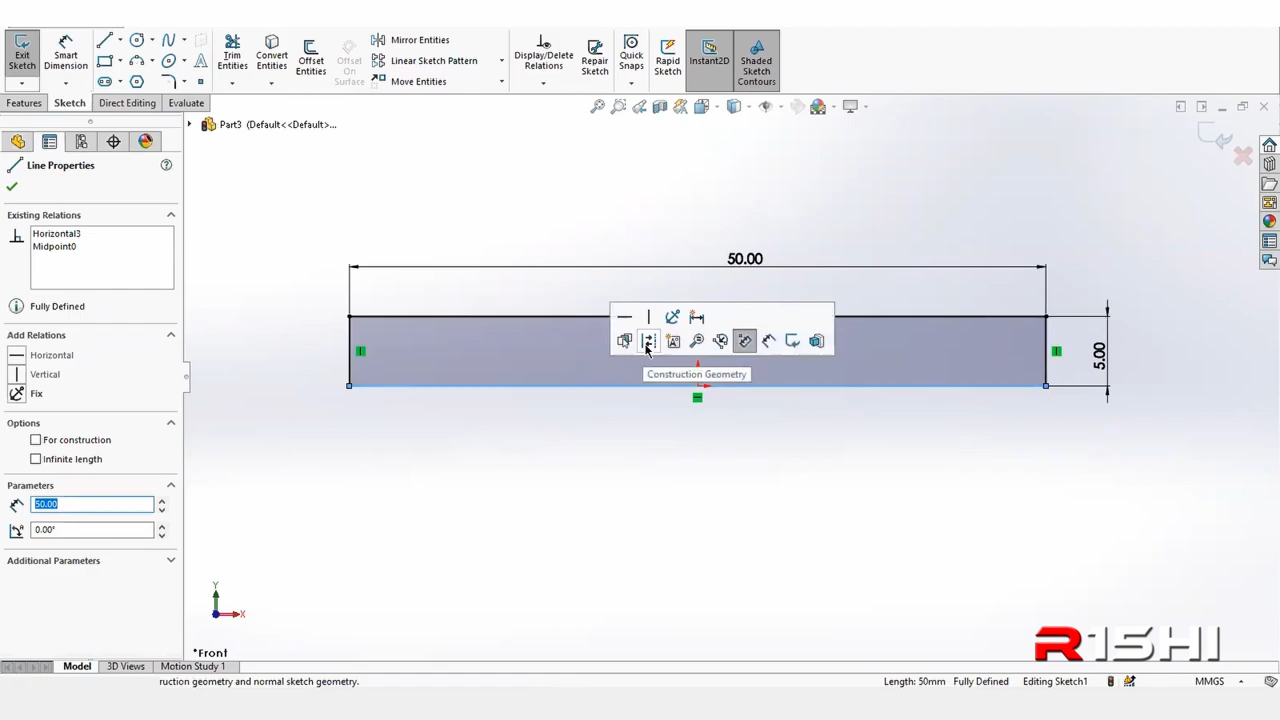 Exit Sketch
Smart Dimension
Trim Entities
Convert Entities
Offset Entities
Offset On Surface
Mirror Entities
Linear Sketch Pattern
Move Entities
Display/Delete Relations
Repair Sketch
Quick Snaps
Rapid Sketch
Instant2D
Shaded Sketch Contours
Features
Sketch
Direct Editing
Evaluate
Part3 (Default<<Default>...
Line Properties
Existing Relations
Horizontal3
Midpoint0
Fully Defined
Add Relations
Horizontal
Vertical
Fix
Options
For construction
Infinite length
Parameters
50.00
0.00°
Additional Parameters
50.00
5.00
Construction Geometry
Y
X
*Front
R15HI
Model
3D Views
Motion Study 1
ruction geometry and normal sketch geometry.
Length: 50mm
Fully Defined
Editing Sketch1
MMGS